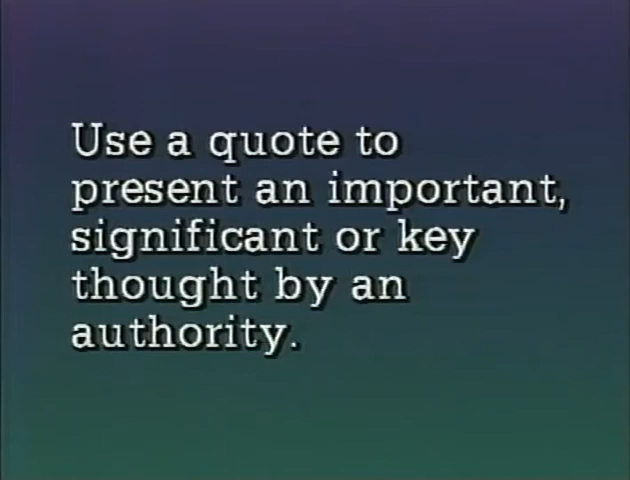 Use a quote to
present an important,
significant or key
thought by an
authority.